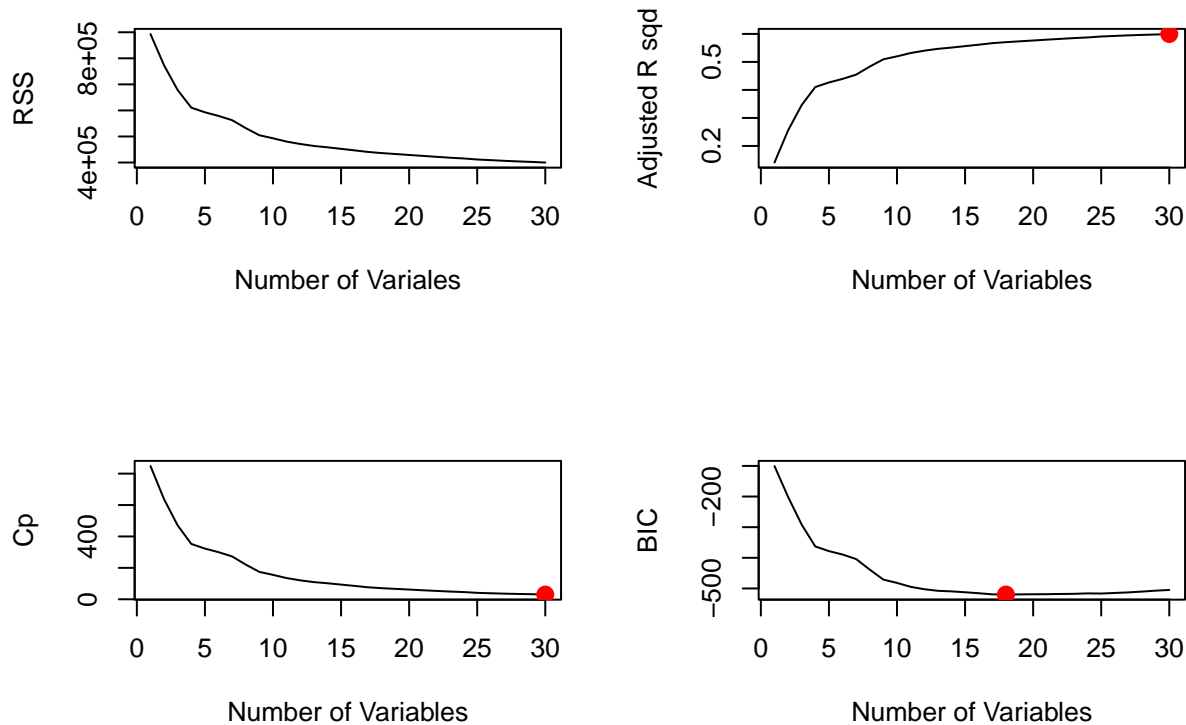 RSS
4e+05 8e+05
0 5 10 15 20 25 30
Number of Variales
Adjusted R sqd
0.2 0.5
0 5 10 15 20 25 30
Number of Variables
Cp
0 400
0 5 10 15 20 25 30
Number of Variables
BIC
−500 −200
0 5 10 15 20 25 30
Number of Variables